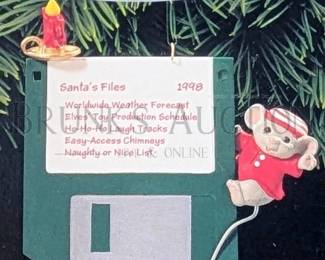 Santa's Files 1998
Worldwide Weather Forecast
Elves Toy Production Schedule
Ho-Ho-Ho Laugh Tracks
Easy-Access Chimneys
Naughty or Nice List
& ONLINE